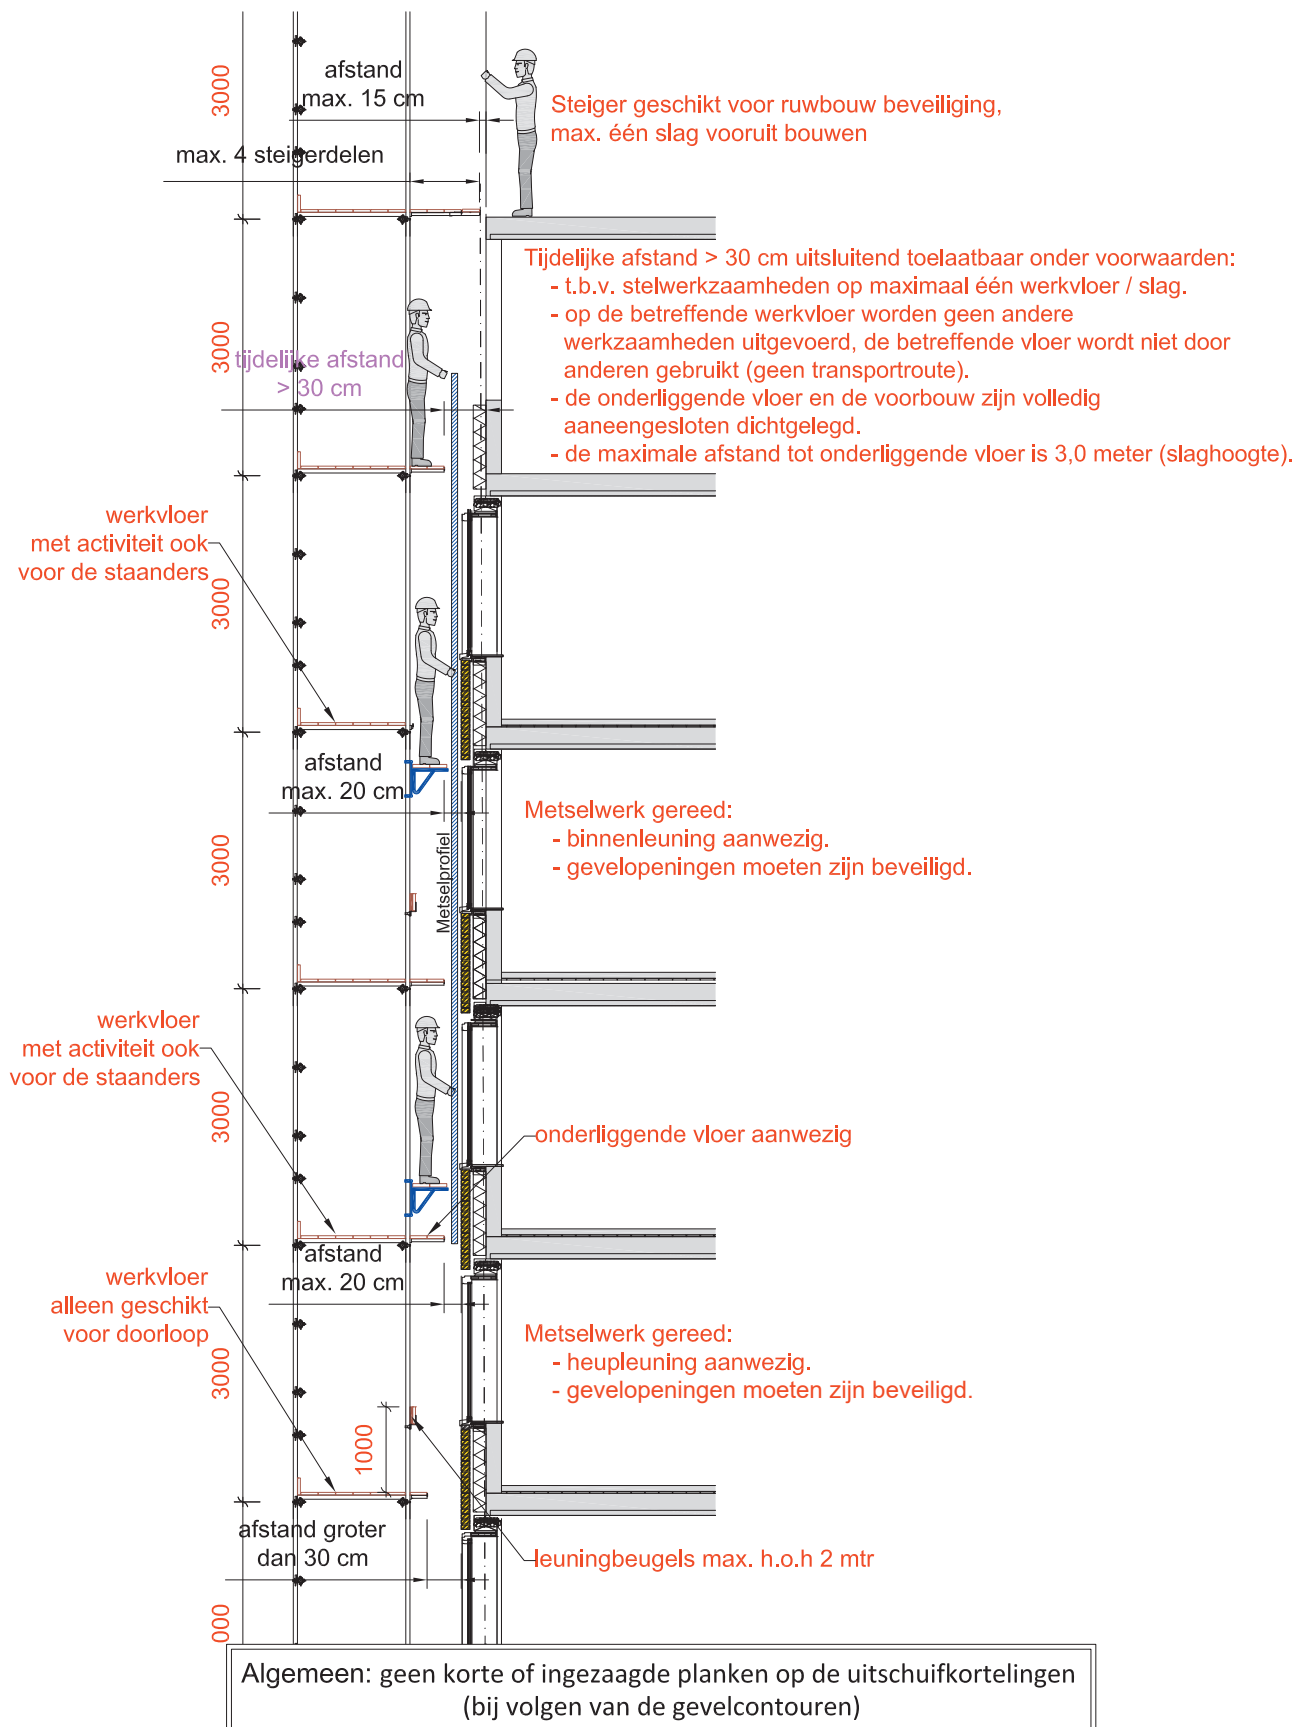 3000
afstand
max. 15 cm
Steiger geschikt voor ruwbouw beveiliging,
max. één slag vooruit bouwen
max. 4 steigerdelen
Tijdelijke afstand > 30 cm uitsluitend toelaatbaar onder voorwaarden:
- t.b.v. stelwerkzaamheden op maximaal één werkvloer / slag.
- op de betreffende werkvloer worden geen andere
werkzaamheden uitgevoerd, de betreffende vloer wordt niet door
anderen gebruikt (geen transportroute).
- de onderliggende vloer en de voorbouw zijn volledig
aaneengesloten dichtgelegd.
- de maximale afstand tot onderliggende vloer is 3,0 meter (slaghoogte).
3000
tijdelijke afstand
> 30 cm
werkvloer
met activiteit ook
voor de staanders
3000
afstand
max. 20 cm
Metselwerk gereed:
- binnenleuning aanwezig.
- gevelopeningen moeten zijn beveiligd.
3000
Metselprofiel
werkvloer
met activiteit ook
voor de staanders
3000
onderliggende vloer aanwezig
afstand
max. 20 cm
werkvloer
alleen geschikt
voor doorloop
Metselwerk gereed:
- heupleuning aanwezig.
- gevelopeningen moeten zijn beveiligd.
3000
1000
afstand groter
dan 30 cm
leuningbeugels max. h.o.h 2 mtr
000
Algemeen: geen korte of ingezaagde planken op de uitschuifkortelingen
(bij volgen van de gevelcontouren)